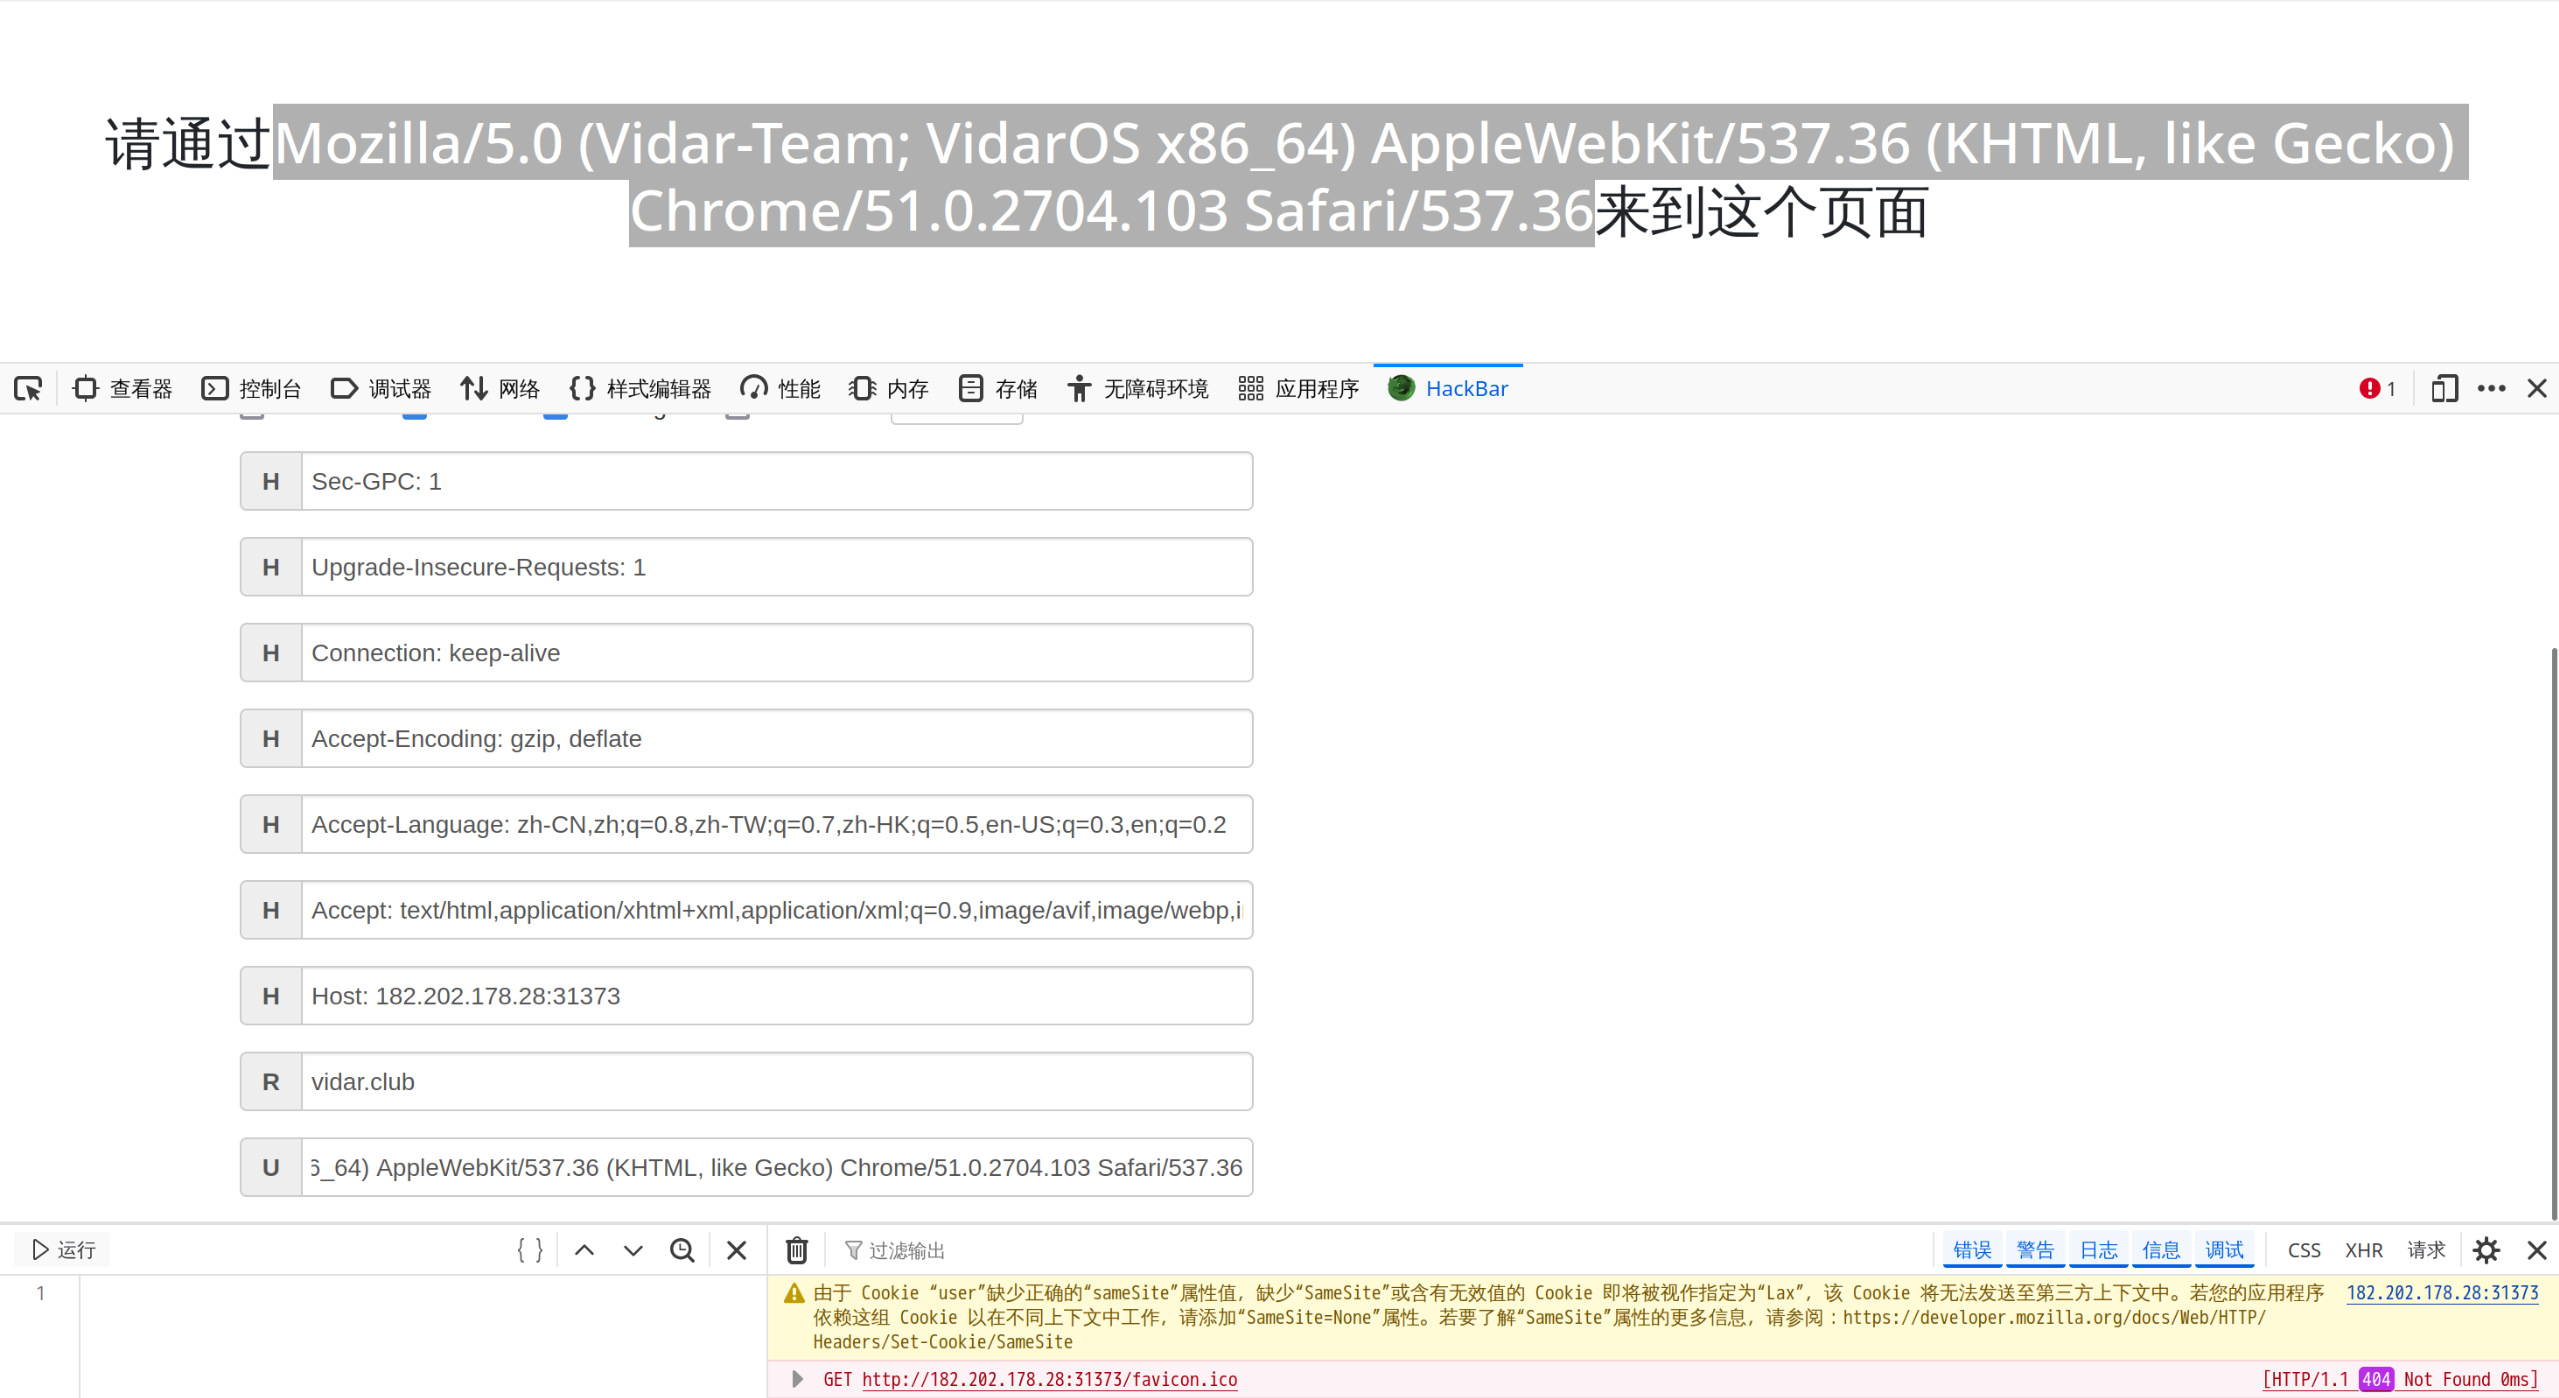 请通过Mozilla/5.0 (Vidar-Team; VidarOS x86_64) AppleWebKit/537.36 (KHTML, like Gecko)
Chrome/51.0.2704.103 Safari/537.36来到这个页面
查看器 控制台 调试器 网络 样式编辑器 性能 内存 存储 无障碍环境 应用程序 HackBar 1
H Sec-GPC: 1
H Upgrade-Insecure-Requests: 1
H Connection: keep-alive
H Accept-Encoding: gzip, deflate
H Accept-Language: zh-CN,zh;q=0.8,zh-TW;q=0.7,zh-HK;q=0.5,en-US;q=0.3,en;q=0.2
H Accept: text/html,application/xhtml+xml,application/xml;q=0.9,image/avif,image/webp,i
H Host: 182.202.178.28:31373
R vidar.club
U 6_64) AppleWebKit/537.36 (KHTML, like Gecko) Chrome/51.0.2704.103 Safari/537.36
运行 { } 过滤输出 错误 警告 日志 信息 调试 CSS XHR 请求
1
由于 Cookie “user”缺少正确的“sameSite”属性值, 缺少“SameSite”或含有无效值的 Cookie 即将被视作指定为“Lax”, 该 Cookie 将无法发送至第三方上下文中。若您的应用程序 182.202.178.28:31373
依赖这组 Cookie 以在不同上下文中工作, 请添加“SameSite=None”属性。若要了解“SameSite”属性的更多信息, 请参阅：https://developer.mozilla.org/docs/Web/HTTP/
Headers/Set-Cookie/SameSite
GET http://182.202.178.28:31373/favicon.ico [HTTP/1.1 404 Not Found 0ms]